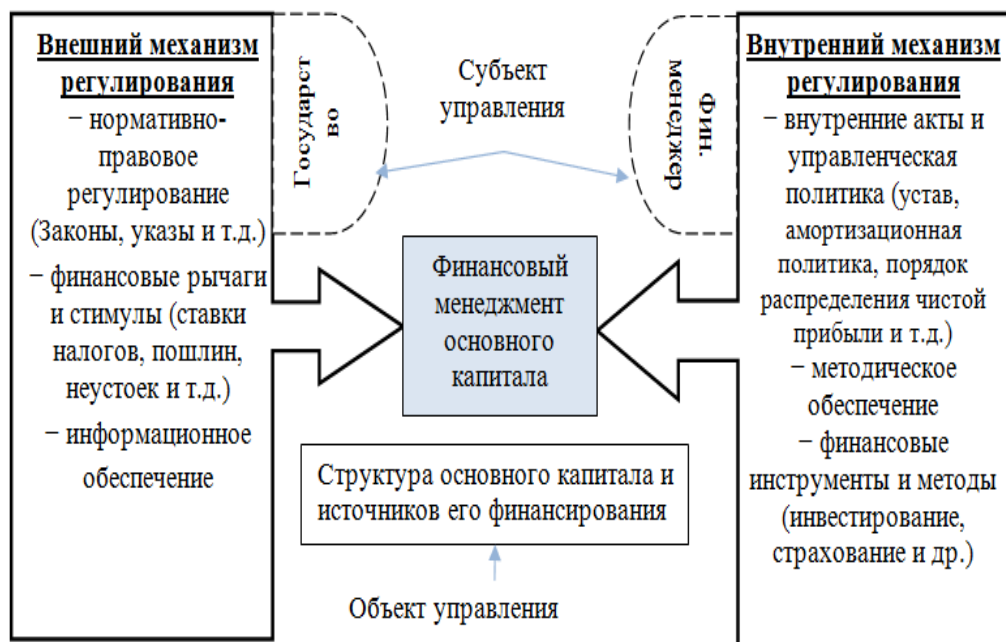 Внешний механизм
регулирования
− нормативно-
правовое
регулирование
(Законы, указы и т.д.)
− финансовые рычаги
и стимулы (ставки
налогов, пошлин,
неустоек и т.д.)
− информационное
обеспечение
Государст
во
Субъект
управления
Фин.
менеджер
Финансовый
менеджмент
основного
капитала
Структура основного капитала и
источников его финансирования
Объект управления
Внутренний механизм
регулирования
− внутренние акты и
управленческая
политика (устав,
амортизационная
политика, порядок
распределения чистой
прибыли и т.д.)
− методическое
обеспечение
− финансовые
инструменты и методы
(инвестирование,
страхование и др.)